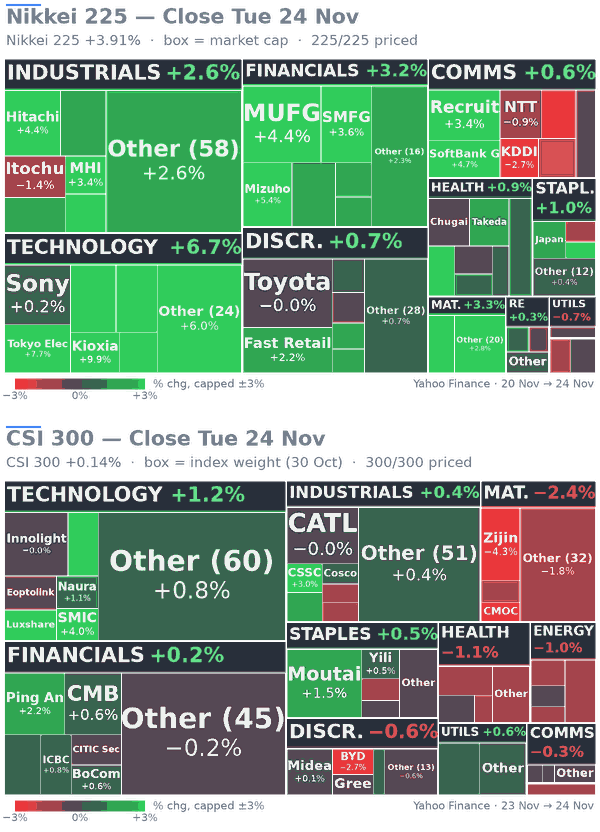 Nikkei 225 — Close Tue 24 Nov
Nikkei 225 +3.91% · box = market cap · 225/225 priced
INDUSTRIALS +2.6%
Hitachi
+4.4%
Itochu
−1.4%
MHI
+3.4%
Other (58)
+2.6%
FINANCIALS +3.2%
MUFG
+4.4%
SMFG
+3.6%
Mizuho
+5.4%
Other (16)
+2.3%
COMMS +0.6%
Recruit
+3.4%
NTT
−0.9%
SoftBank G
+4.7%
KDDI
−2.7%
TECHNOLOGY +6.7%
Sony
+0.2%
Tokyo Elec
+7.7%
Kioxia
+9.9%
Other (24)
+6.0%
DISCR. +0.7%
Toyota
−0.0%
Fast Retail
+2.2%
Other (28)
+0.7%
HEALTH +0.9%
Chugai
Takeda
STAPL.
+1.0%
Japan
Other (12)
+0.4%
MAT. +3.3%
Other (20)
+2.8%
RE
+0.3%
Other
UTILS
−0.7%
−3%
0%
+3%
% chg, capped ±3%
Yahoo Finance · 20 Nov → 24 Nov
CSI 300 — Close Tue 24 Nov
CSI 300 +0.14% · box = index weight (30 Oct) · 300/300 priced
TECHNOLOGY +1.2%
Innolight
−0.0%
Eoptolink
Naura
+1.1%
Luxshare
SMIC
+4.0%
Other (60)
+0.8%
INDUSTRIALS +0.4%
CATL
−0.0%
CSSC
+3.0%
Cosco
Other (51)
+0.4%
MAT. −2.4%
Zijin
−4.3%
CMOC
Other (32)
−1.8%
FINANCIALS +0.2%
Ping An
+2.2%
CMB
+0.6%
ICBC
+0.8%
CITIC Sec
BoCom
+0.6%
Other (45)
−0.2%
STAPLES +0.5%
Moutai
+1.5%
Yili
+0.5%
Other
HEALTH
−1.1%
Other
ENERGY
−1.0%
DISCR. −0.6%
Midea
+0.1%
BYD
−2.7%
Gree
Other (13)
−0.6%
UTILS +0.6%
Other
COMMS
−0.3%
Other
−3%
0%
+3%
% chg, capped ±3%
Yahoo Finance · 23 Nov → 24 Nov